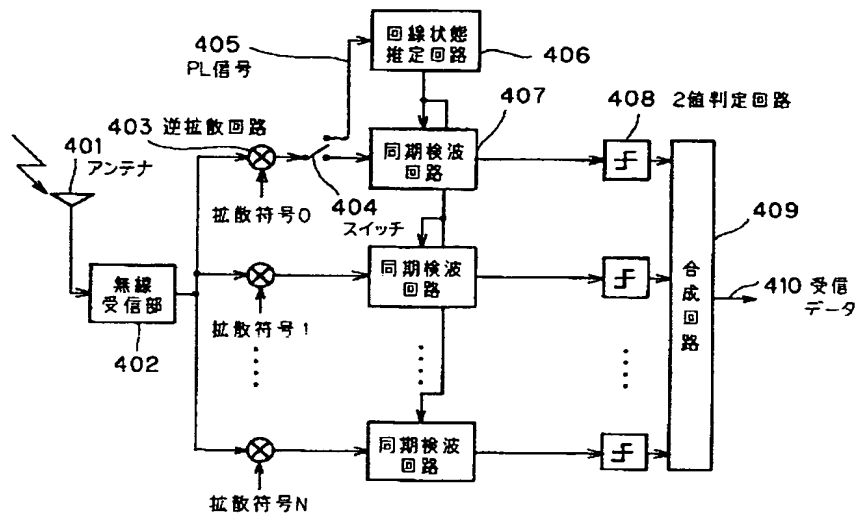 405
PL信号
回線状態
推定回路
406
407
403 逆拡散回路
408 2値判定回路
401
アンテナ
同期検波
回路
拡散符号0
404
スイッチ
409
無線
受信部
402
同期検波
回路
拡散符号1
合成回路
410 受信
データ
同期検波
回路
拡散符号N